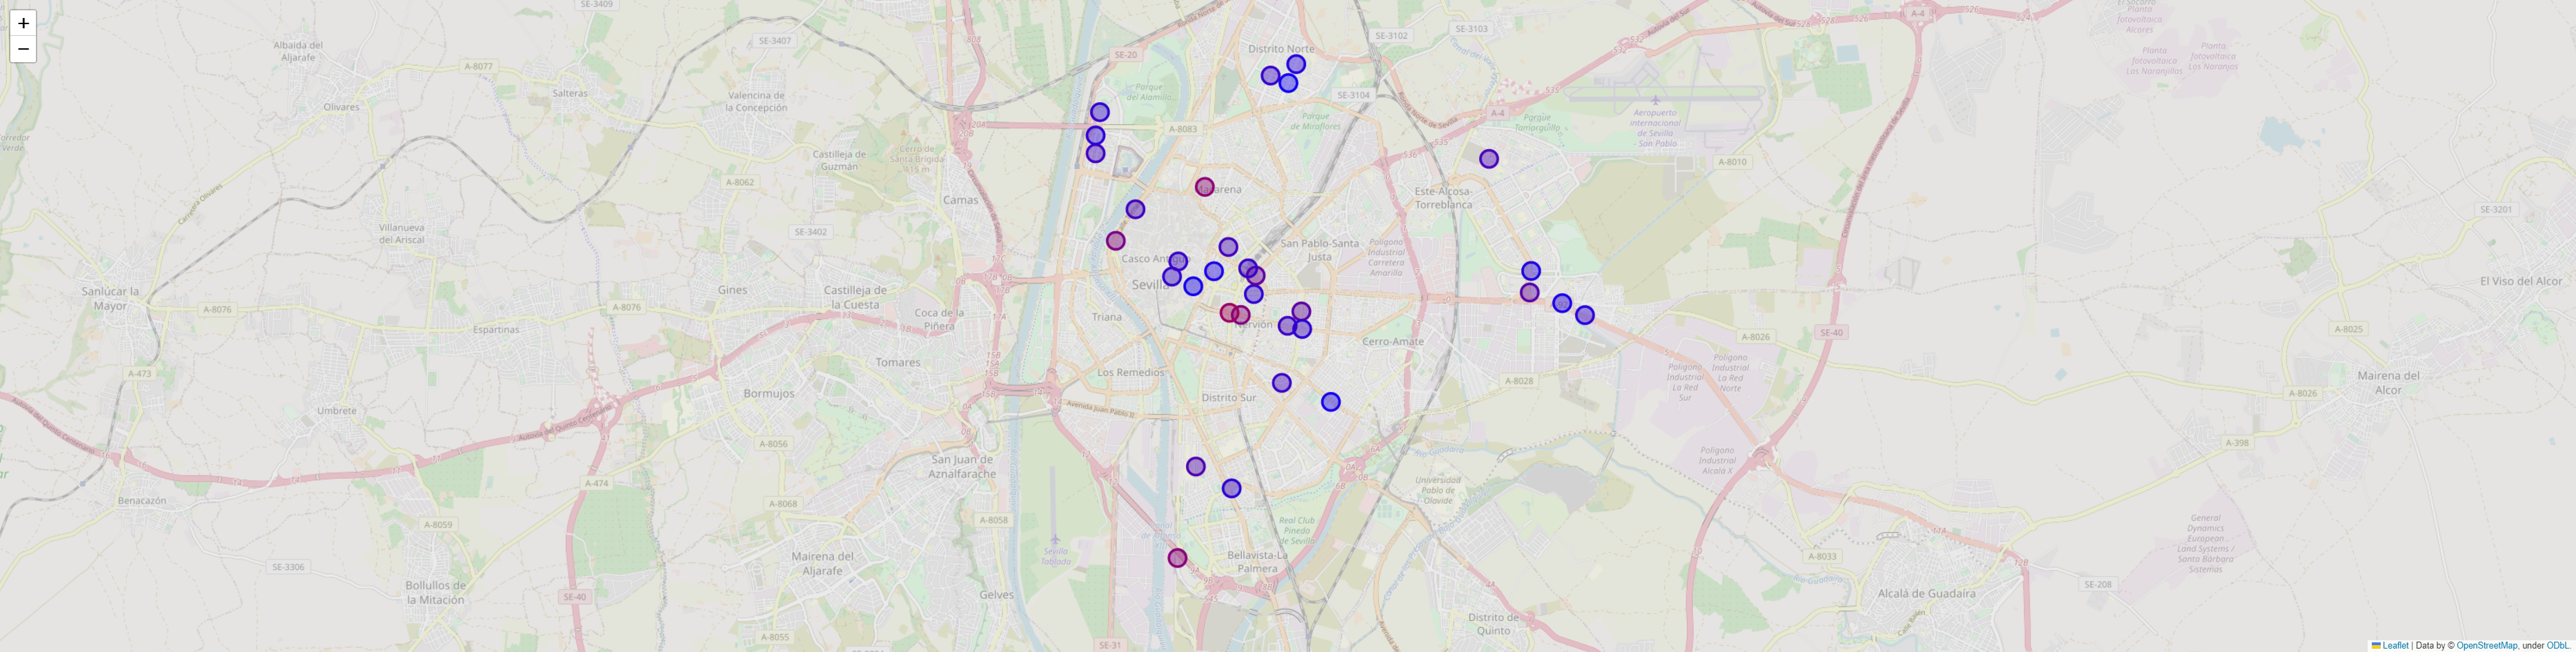 +
−
SE-3409
Albaida del
Aljarafe
SE-3407
A-8077
Salteras
Olivares
Valencina de
la Concepción
Castilleja de
Guzmán
Cerro de
Santa Brígida
A-8062
Camas
Villanueva
del Ariscal
SE-3402
Sanlúcar la
Mayor
A-8076
Gines
Castilleja de
la Cuesta
A-8076
Coca de la
Piñera
Espartinas
A-473
Tomares
Bormujos
Umbrete
A-8056
San Juan de
Aznalfarache
A-474
Benacazón
A-8068
A-8059
A-8058
SE-3306
Mairena del
Aljarafe
Sevilla
Tablada
Bollullos de
la Mitación
SE-40
Gelves
A-8055
SE-31
SE-20
Distrito Norte
SE-3102
SE-3103
Parque
del Alamillo
SE-3104
A-8083
Parque
de Miraflores
A-4
Parque
Tamarguillo
Aeropuerto
internacional
de Sevilla
San Pablo
A-8010
Este-Alcosa-
Torreblanca
San Pablo-Santa
Justa
Polígono
Industrial
Carretera
Amarilla
Sevilla
Triana
Cerro-Amate
Los Remedios
Distrito Sur
Avenida Juan Pablo II
A-8028
Polígono
Industrial
La Red
Sur
Polígono
Industrial
La Red
Norte
SE-40
A-8026
Universidad
Pablo de
Olavide
Polígono
Industrial
Alcalá X
Real Club
Pineda
de Sevilla
Bellavista-La
Palmera
Distrito de
Quinto
A-8033
Alcalá de Guadaíra
SE-208
General
Dynamics
European
Land Systems /
Santa Bárbara
Sistemas
A-4
Planta
fotovoltaica
Los Naranjillos
Planta
fotovoltaica
Los Naranjos
SE-3201
El Viso del Alcor
A-8025
Mairena del
Alcor
A-8026
A-398
Leaflet | Data by © OpenStreetMap, under ODbL.